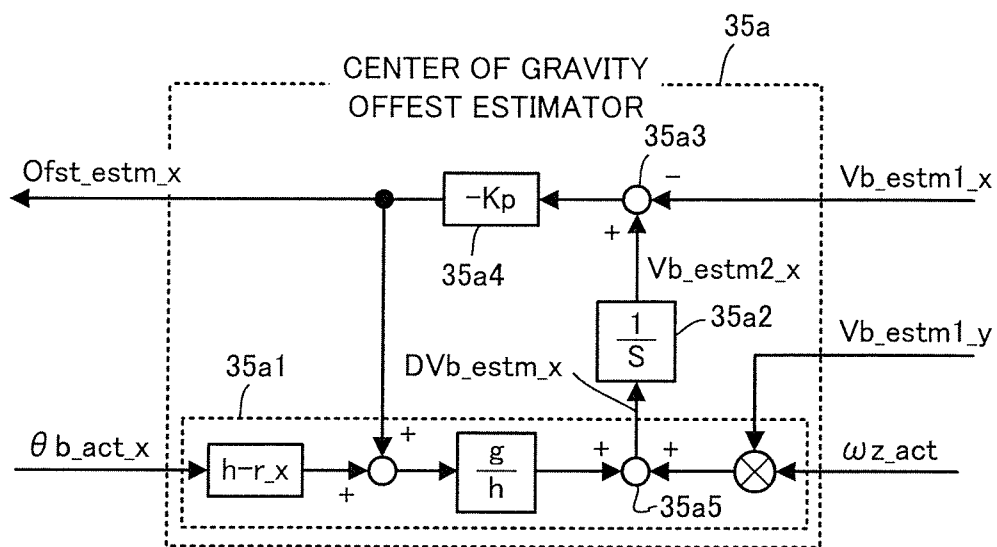 35a
CENTER OF GRAVITY
OFFEST ESTIMATOR
35a3
Ofst_estm_x
-Kp
−
Vb_estm1_x
+
35a4
Vb_estm2_x
1
S
35a2
Vb_estm1_y
35a1
DVb_estm_x
θb_act_x
h-r_x
+
+
g
h
+
+
ωz_act
35a5